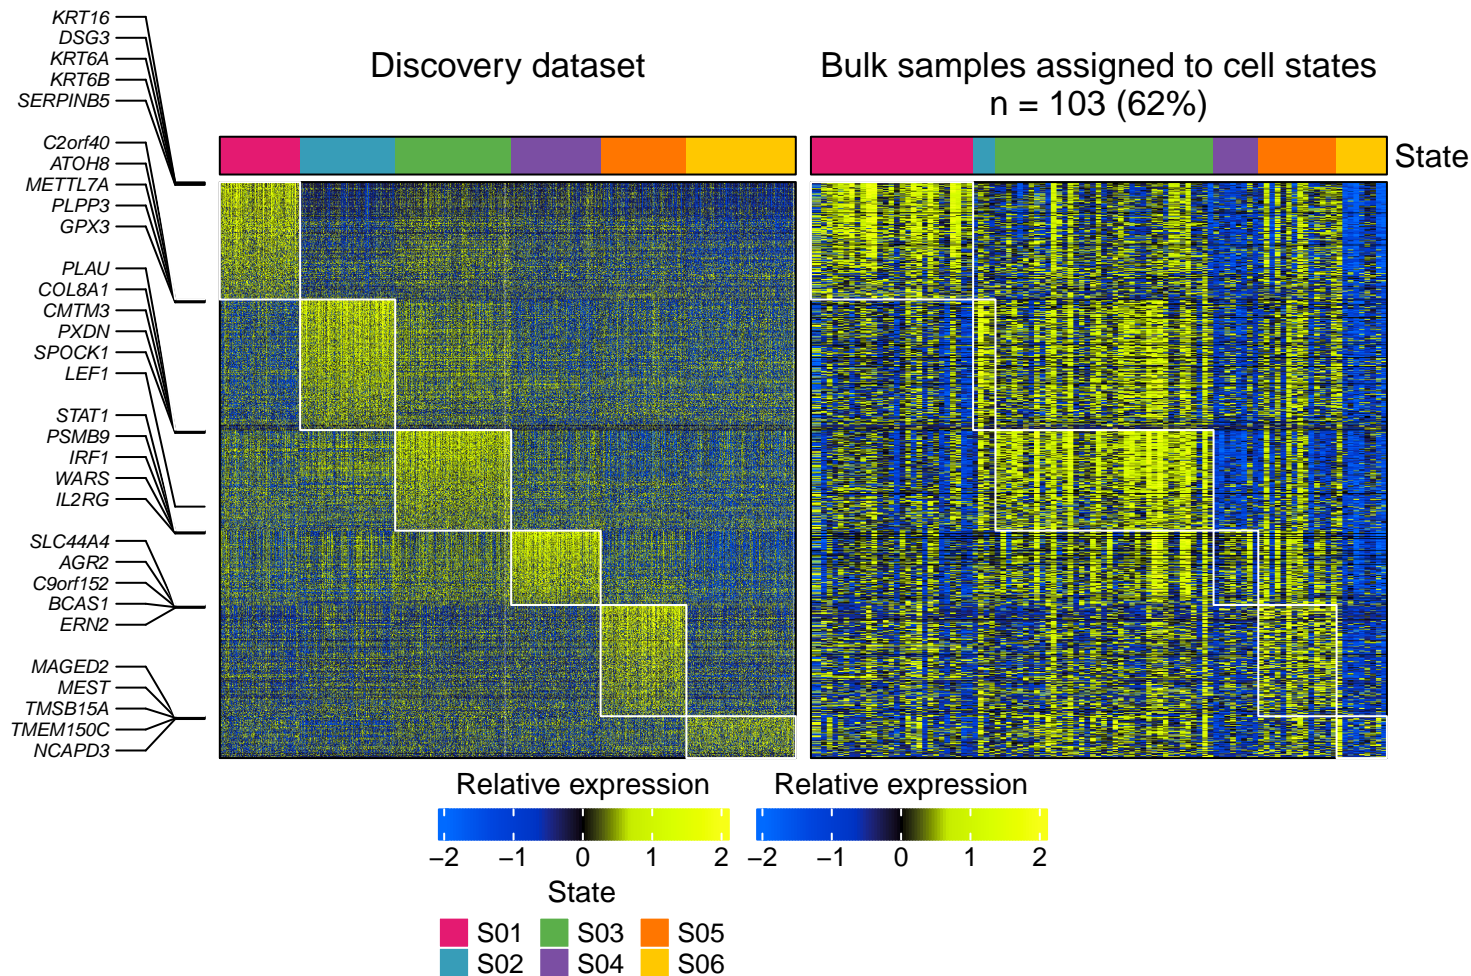 KRT16
DSG3
KRT6A
KRT6B
SERPINB5
C2orf40
ATOH8
METTL7A
PLPP3
GPX3
PLAU
COL8A1
CMTM3
PXDN
SPOCK1
LEF1
STAT1
PSMB9
IRF1
WARS
IL2RG
SLC44A4
AGR2
C9orf152
BCAS1
ERN2
MAGED2
MEST
TMSB15A
TMEM150C
NCAPD3
Discovery dataset
Bulk samples assigned to cell states
n = 103 (62%)
State
Relative expression
−2 −1 0 1 2
Relative expression
−2 −1 0 1 2
State
S01 S03 S05
S02 S04 S06